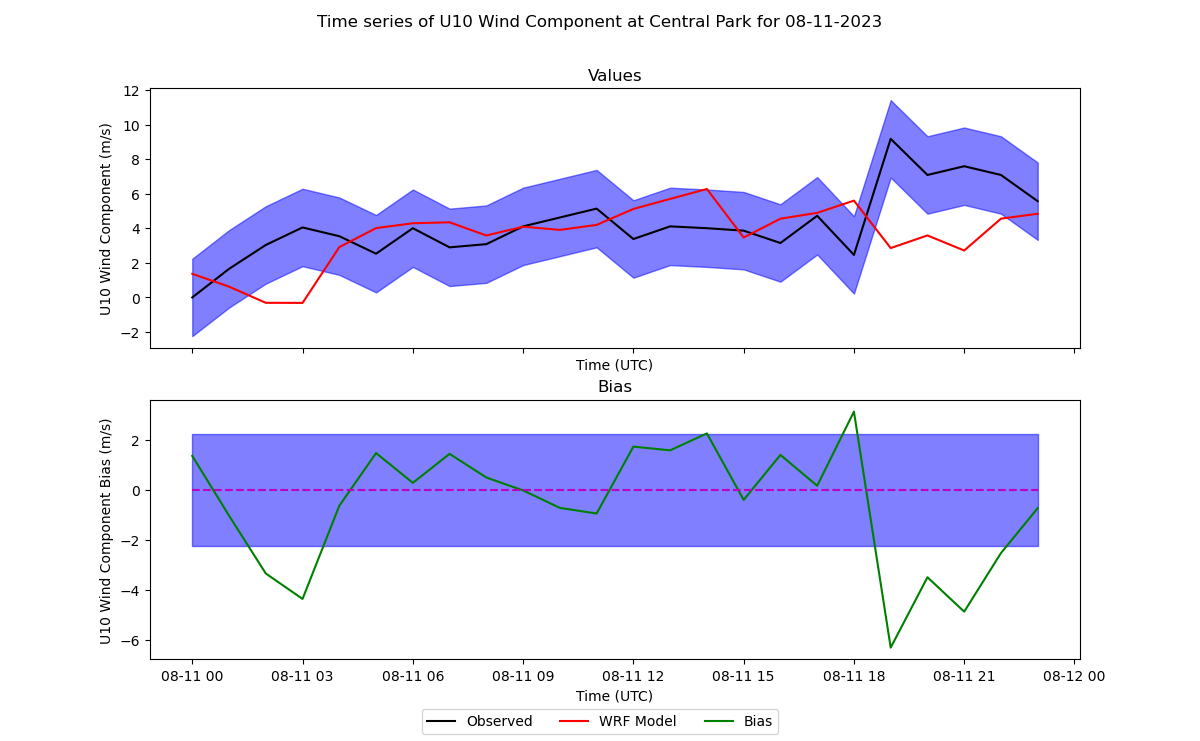 Time series of U10 Wind Component at Central Park for 08-11-2023
Values
U10 Wind Component (m/s)
12
10
8
6
4
2
0
−2
Time (UTC)
Bias
U10 Wind Component Bias (m/s)
2
0
−2
−4
−6
08-11 00 08-11 03 08-11 06 08-11 09 08-11 12 08-11 15 08-11 18 08-11 21 08-12 00
Time (UTC)
Observed WRF Model Bias